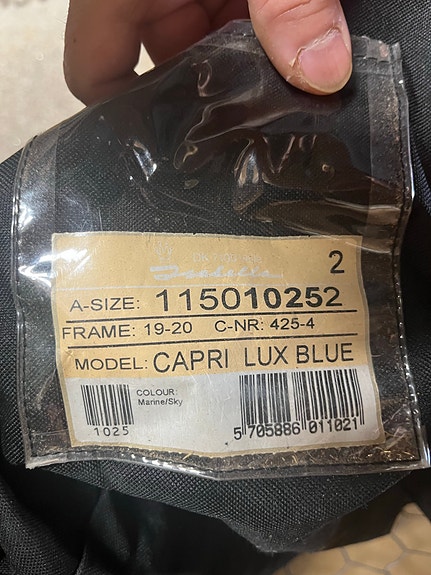 2
A-SIZE: 115010252
FRAME: 19-20 C-NR: 425-4
MODEL: CAPRI LUX BLUE
COLOUR:
Marine/Sky
1025
5 705886 011021